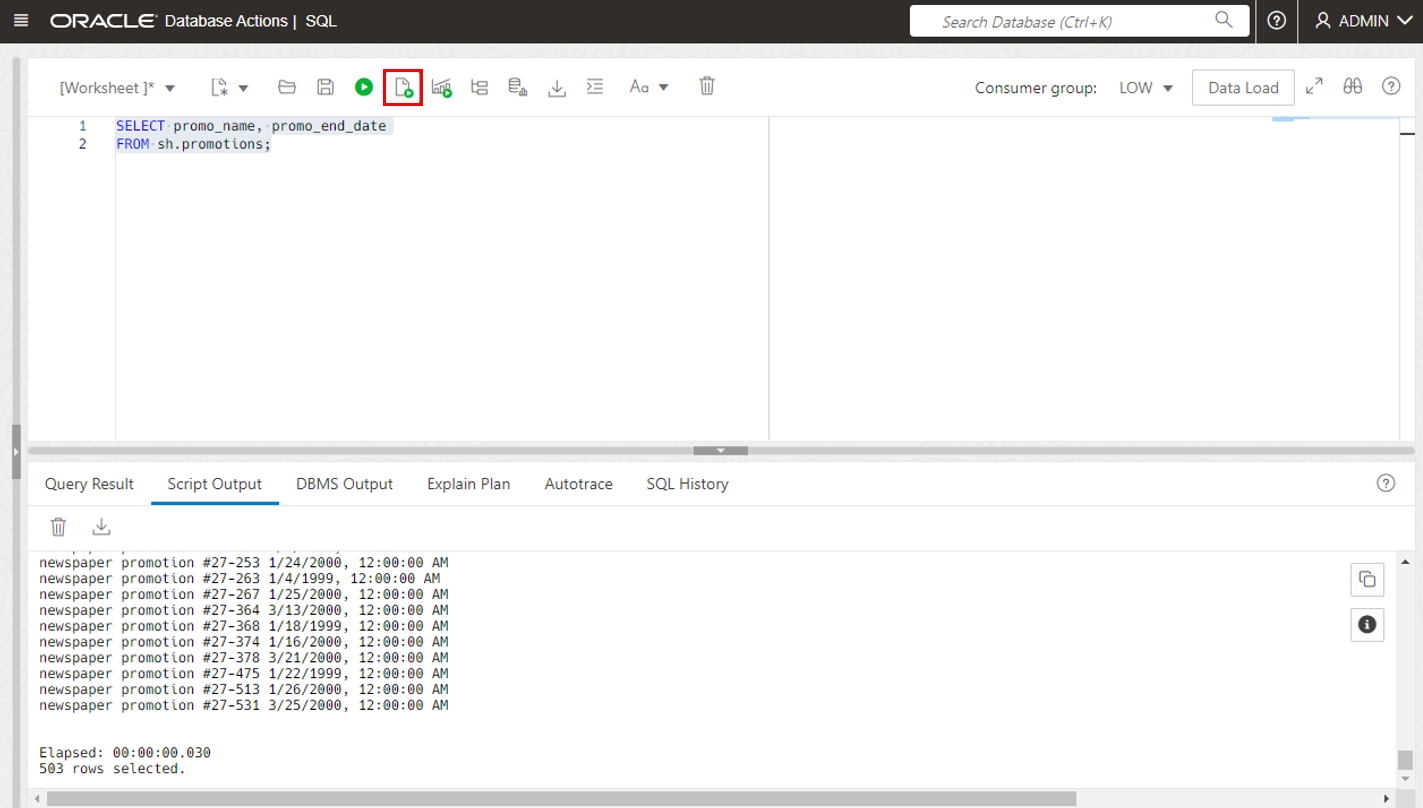 ORACLE Database Actions | SQL
Search Database (Ctrl+K)
ADMIN
[Worksheet ]*
Aa
Consumer group: LOW
Data Load
1 SELECT promo_name, promo_end_date
2 FROM sh.promotions;
Query Result Script Output DBMS Output Explain Plan Autotrace SQL History
newspaper promotion #27-253 1/24/2000, 12:00:00 AM
newspaper promotion #27-263 1/4/1999, 12:00:00 AM
newspaper promotion #27-267 1/25/2000, 12:00:00 AM
newspaper promotion #27-364 3/13/2000, 12:00:00 AM
newspaper promotion #27-368 1/18/1999, 12:00:00 AM
newspaper promotion #27-374 1/16/2000, 12:00:00 AM
newspaper promotion #27-378 3/21/2000, 12:00:00 AM
newspaper promotion #27-475 1/22/1999, 12:00:00 AM
newspaper promotion #27-513 1/26/2000, 12:00:00 AM
newspaper promotion #27-531 3/25/2000, 12:00:00 AM
Elapsed: 00:00:00.030
503 rows selected.